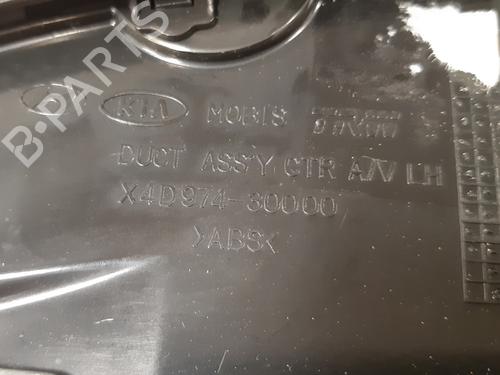 B-PARTS
KIA MOBIS
DUCT ASS'Y CTR A/V LH
X4D974-30000
>ABS<